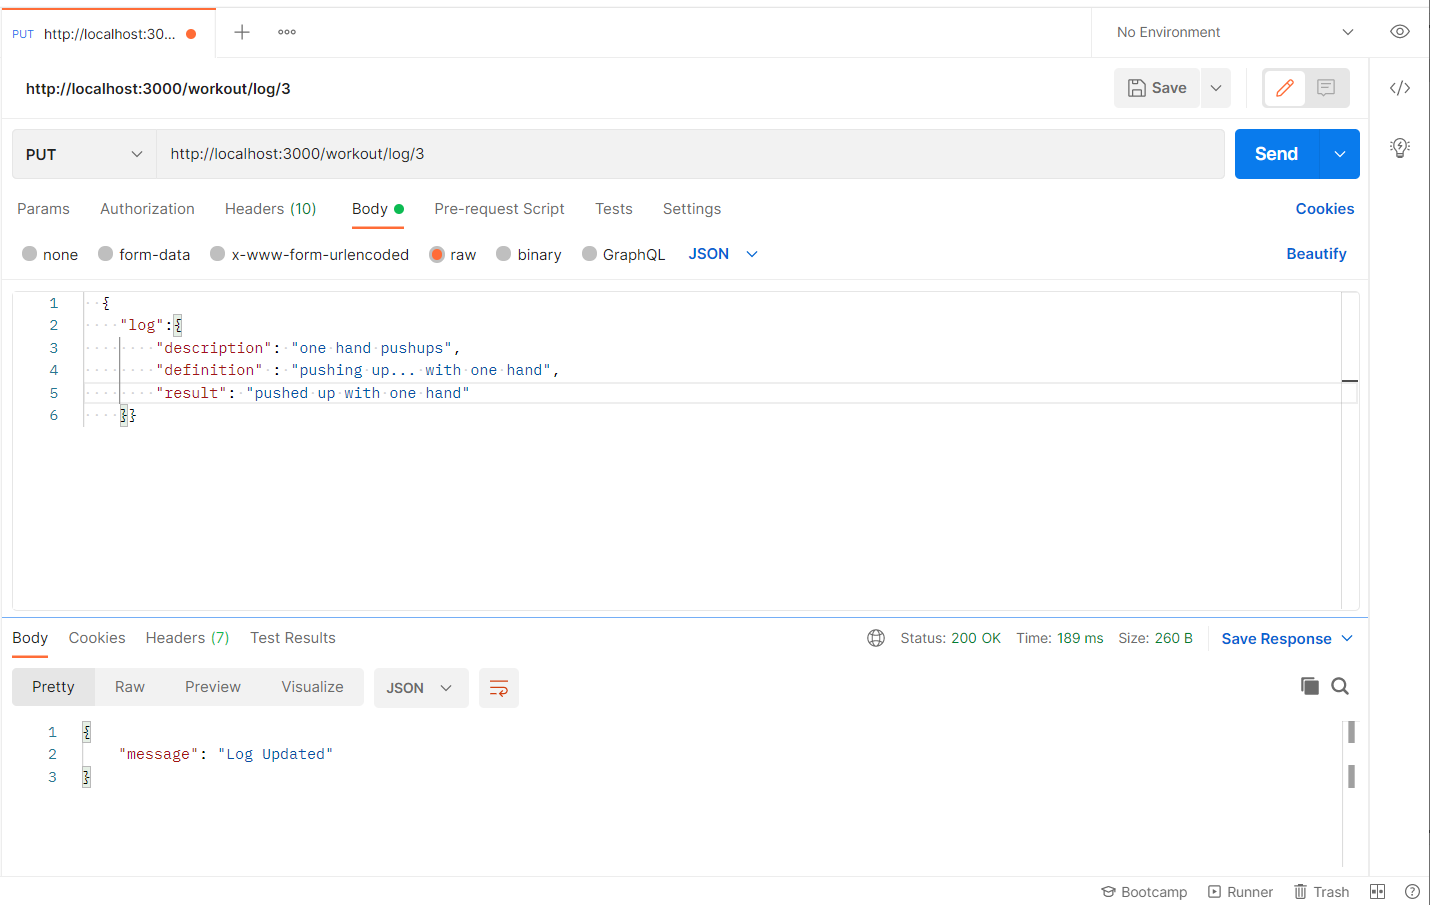 PUT http://localhost:30... No Environment
http://localhost:3000/workout/log/3 Save
PUT http://localhost:3000/workout/log/3 Send
Params Authorization Headers (10) Body Pre-request Script Tests Settings Cookies
none form-data x-www-form-urlencoded raw binary GraphQL JSON Beautify
1 {
2 "log":{
3 "description": "one hand pushups",
4 "definition" : "pushing up... with one hand",
5 "result": "pushed up with one hand"
6 }}
Body Cookies Headers (7) Test Results Status: 200 OK Time: 189 ms Size: 260 B Save Response
Pretty Raw Preview Visualize JSON
1 {
2 "message": "Log Updated"
3 }
Bootcamp Runner Trash